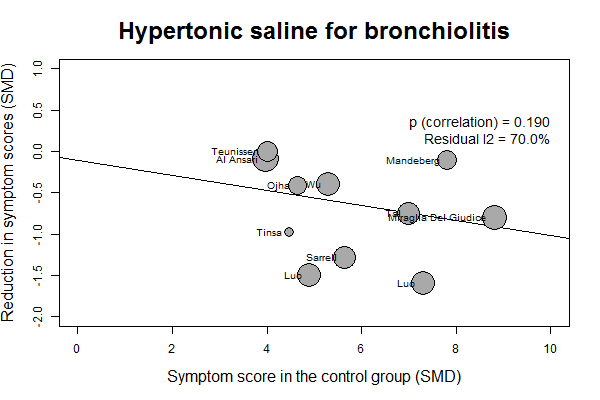 Hypertonic saline for bronchiolitis
Reduction in symptom scores (SMD)
1.0
0.5
0.0
-0.5
-1.0
-1.5
-2.0
p (correlation) = 0.190
Residual I2 = 70.0%
Teunissen
Al Ansari
Mandeberg
Ojha
Wu
Tal
Miraglia Del Giudice
Tinsa
Sarrell
Luo
Luo
0
2
4
6
8
10
Symptom score in the control group (SMD)